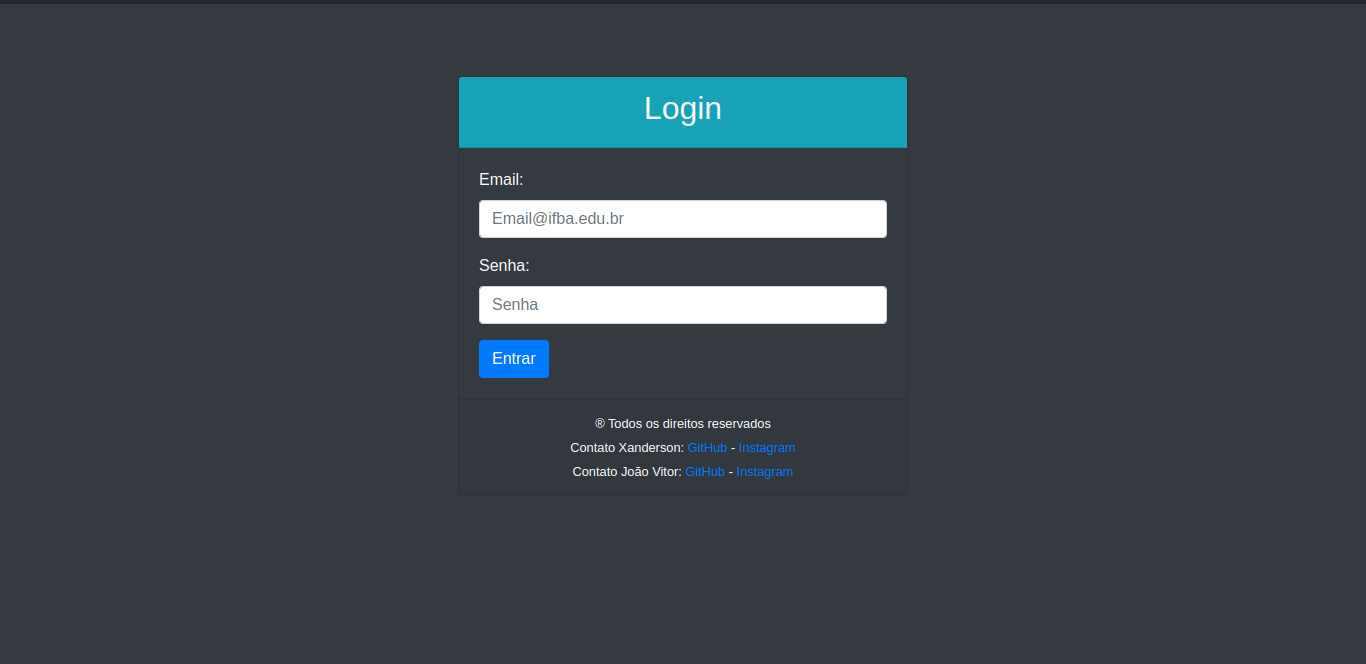 Login
Email:
Email@ifba.edu.br
Senha:
Senha
Entrar
® Todos os direitos reservados
Contato Xanderson: GitHub - Instagram
Contato João Vitor: GitHub - Instagram